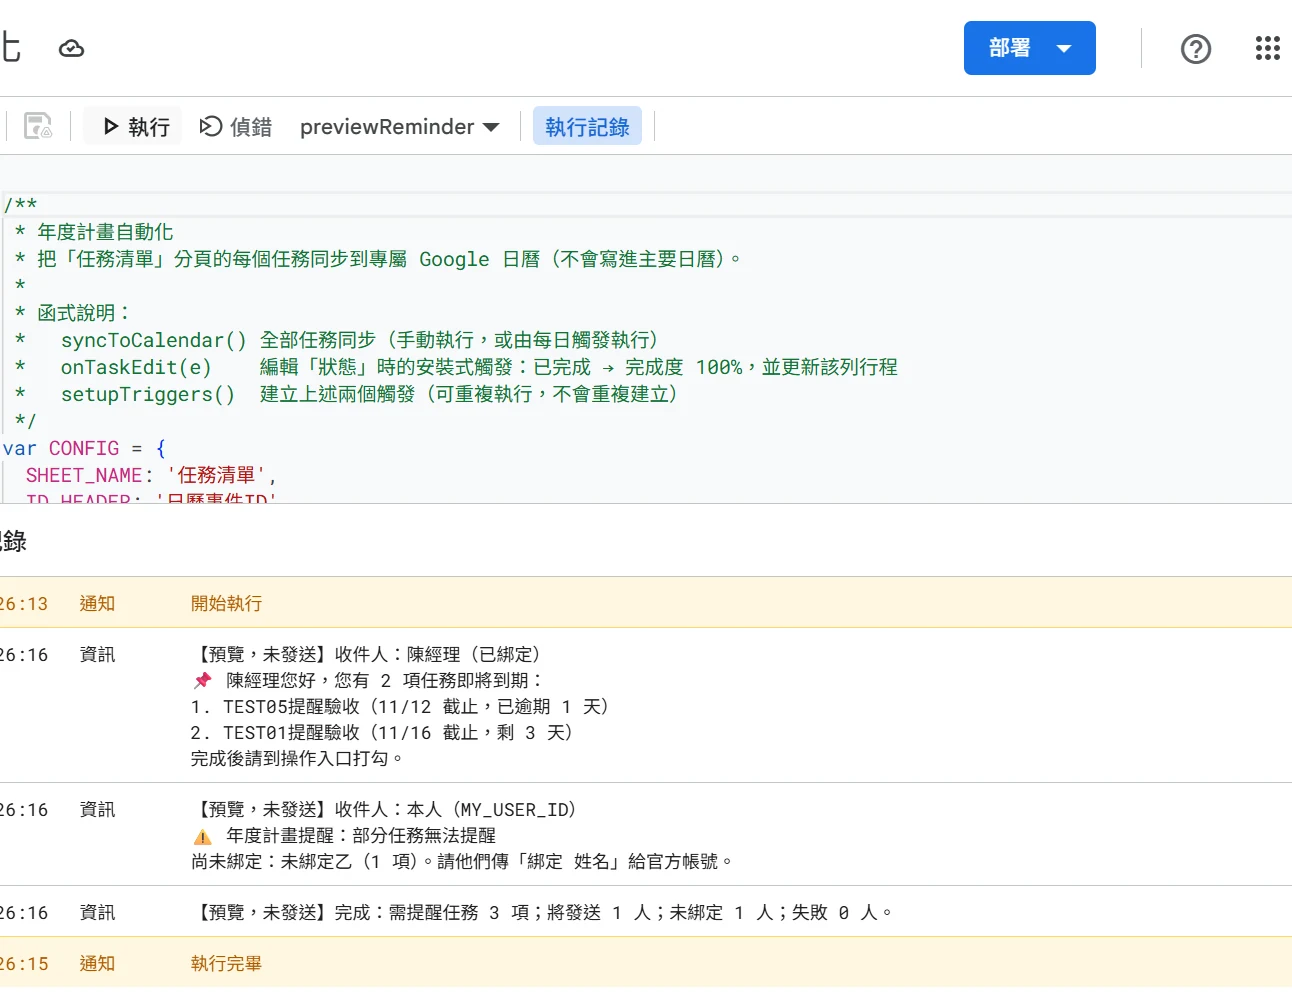 化
部署
執行 偵錯 previewReminder 執行記錄
/**
* 年度計畫自動化
* 把「任務清單」分頁的每個任務同步到專屬 Google 日曆（不會寫進主要日曆）。
*
* 函式說明：
* syncToCalendar() 全部任務同步（手動執行，或由每日觸發執行）
* onTaskEdit(e) 編輯「狀態」時的安裝式觸發：已完成 → 完成度 100%，並更新該列行程
* setupTriggers() 建立上述兩個觸發（可重複執行，不會重複建立）
*/
var CONFIG = {
SHEET_NAME: '任務清單',
ID_HEADER: '日曆事件ID'
記錄
26:13 通知 開始執行
26:16 資訊 【預覽，未發送】收件人：陳經理（已綁定）
📌 陳經理您好，您有 2 項任務即將到期：
1. TEST05提醒驗收（11/12 截止，已逾期 1 天）
2. TEST01提醒驗收（11/16 截止，剩 3 天）
完成後請到操作入口打勾。
26:16 資訊 【預覽，未發送】收件人：本人（MY_USER_ID）
⚠️ 年度計畫提醒：部分任務無法提醒
尚未綁定：未綁定乙（1 項）。請他們傳「綁定 姓名」給官方帳號。
26:16 資訊 【預覽，未發送】完成：需提醒任務 3 項；將發送 1 人；未綁定 1 人；失敗 0 人。
26:15 通知 執行完畢